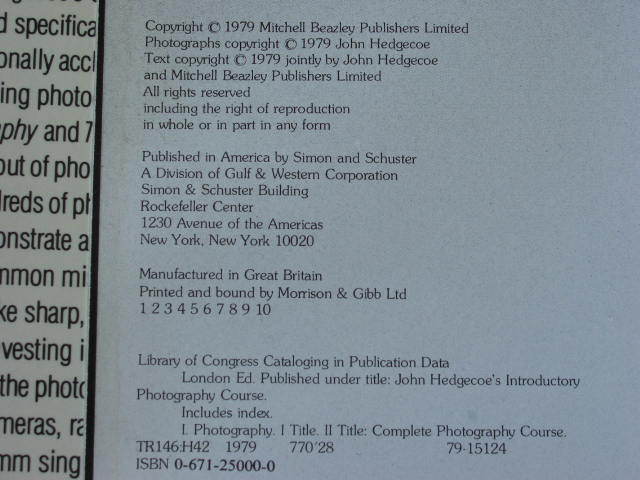 d specifica
onally accl
ing photo
phy and
out of pho
onstrate a
mmon mi
ke sharp,
vesting i
the photo
meras, ra
mm sing
Copyright © 1979 Mitchell Beazley Publishers Limited
Photographs copyright © 1979 John Hedgecoe
Text copyright © 1979 jointly by John Hedgecoe
and Mitchell Beazley Publishers Limited
All rights reserved
including the right of reproduction
in whole or in part in any form
Published in America by Simon and Schuster
A Division of Gulf & Western Corporation
Simon & Schuster Building
Rockefeller Center
1230 Avenue of the Americas
New York, New York 10020
Manufactured in Great Britain
Printed and bound by Morrison & Gibb Ltd
1 2 3 4 5 6 7 8 9 10
Library of Congress Cataloging in Publication Data
London Ed. Published under title: John Hedgecoe's Introductory
Photography Course.
Includes index.
I. Photography. I Title. II Title: Complete Photography Course.
TR146:H42 1979 770'28 79-15124
ISBN 0-671-25000-0